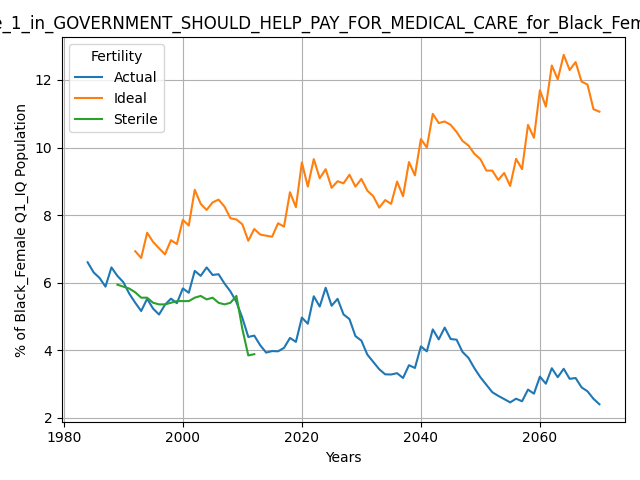 e_1_in_GOVERNMENT_SHOULD_HELP_PAY_FOR_MEDICAL_CARE_for_Black_Fem
Fertility
Actual
Ideal
Sterile
% of Black_Female Q1_IQ Population
12
10
8
6
4
2
1980 2000 2020 2040 2060
Years